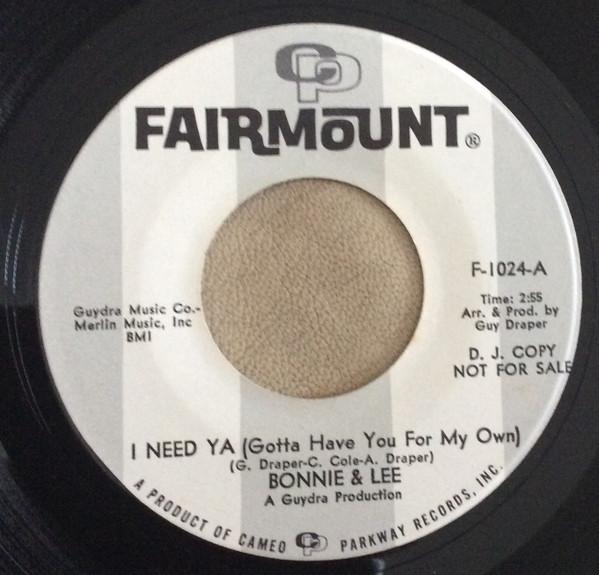 CP
FAIRMOUNT®
F-1024-A
Time: 2:55
Arr. & Prod. by
Guy Draper
Guydra Music Co.-
Merlin Music, Inc
BMI
D. J. COPY
NOT FOR SALE
I NEED YA (Gotta Have You For My Own)
(G. Draper-C. Cole-A. Draper)
BONNIE & LEE
A Guydra Production
A PRODUCT OF CAMEO CP PARKWAY RECORDS, INC.